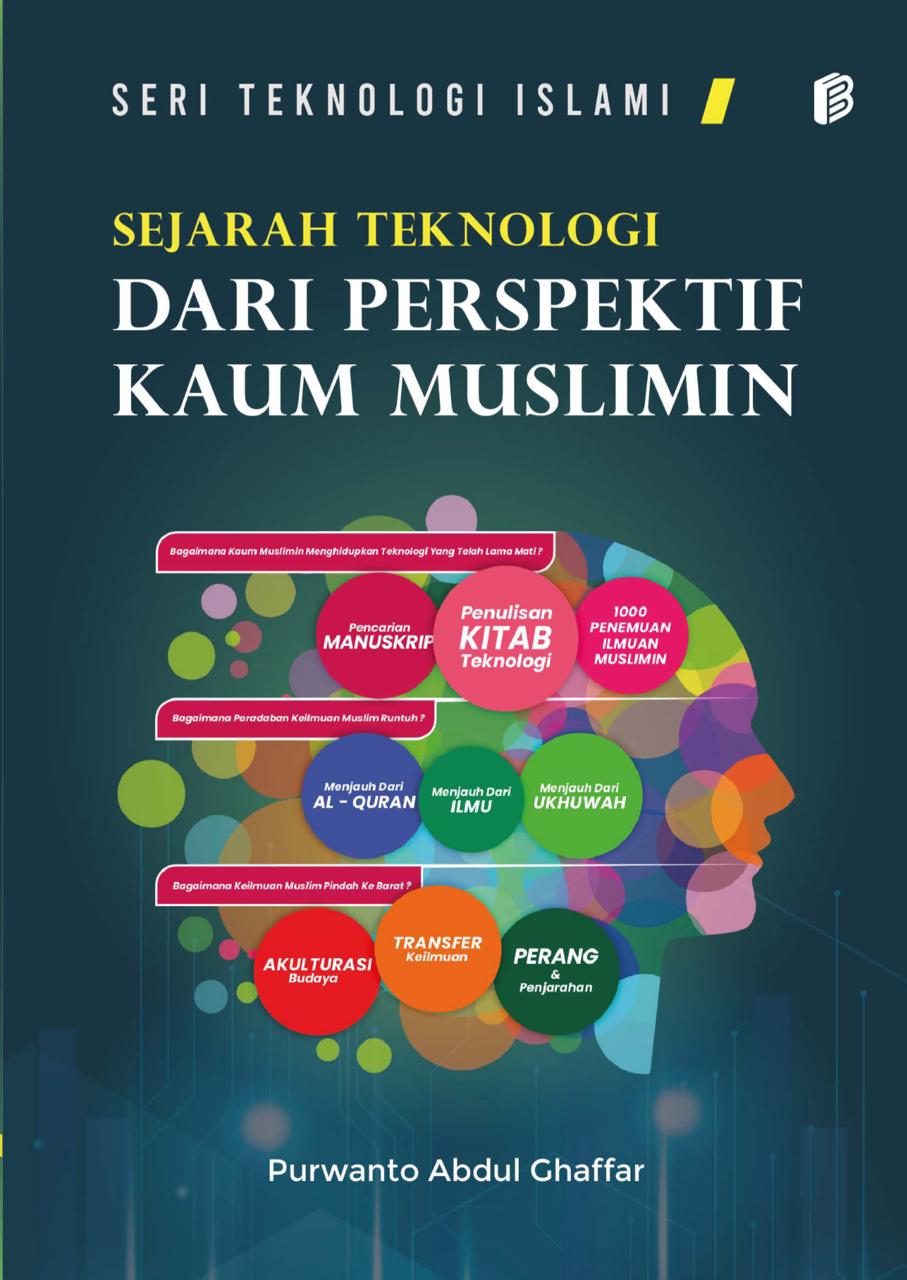 SERI TEKNOLOGI ISLAMI
SEJARAH TEKNOLOGI
DARI PERSPEKTIF
KAUM MUSLIMIN
Bagaimana Kaum Muslimin Menghidupkan Teknologi Yang Telah Lama Mati ?
Pencarian
MANUSKRIP
Penulisan
KITAB
Teknologi
1000
PENEMUAN
ILMUAN
MUSLIMIN
Bagaimana Peradaban Keilmuan Muslim Runtuh ?
Menjauh Dari
AL - QURAN
Menjauh Dari
ILMU
Menjauh Dari
UKHUWAH
Bagaimana Keilmuan Muslim Pindah Ke Barat ?
AKULTURASI
Budaya
TRANSFER
Keilmuan
PERANG
&
Penjarahan
Purwanto Abdul Ghaffar